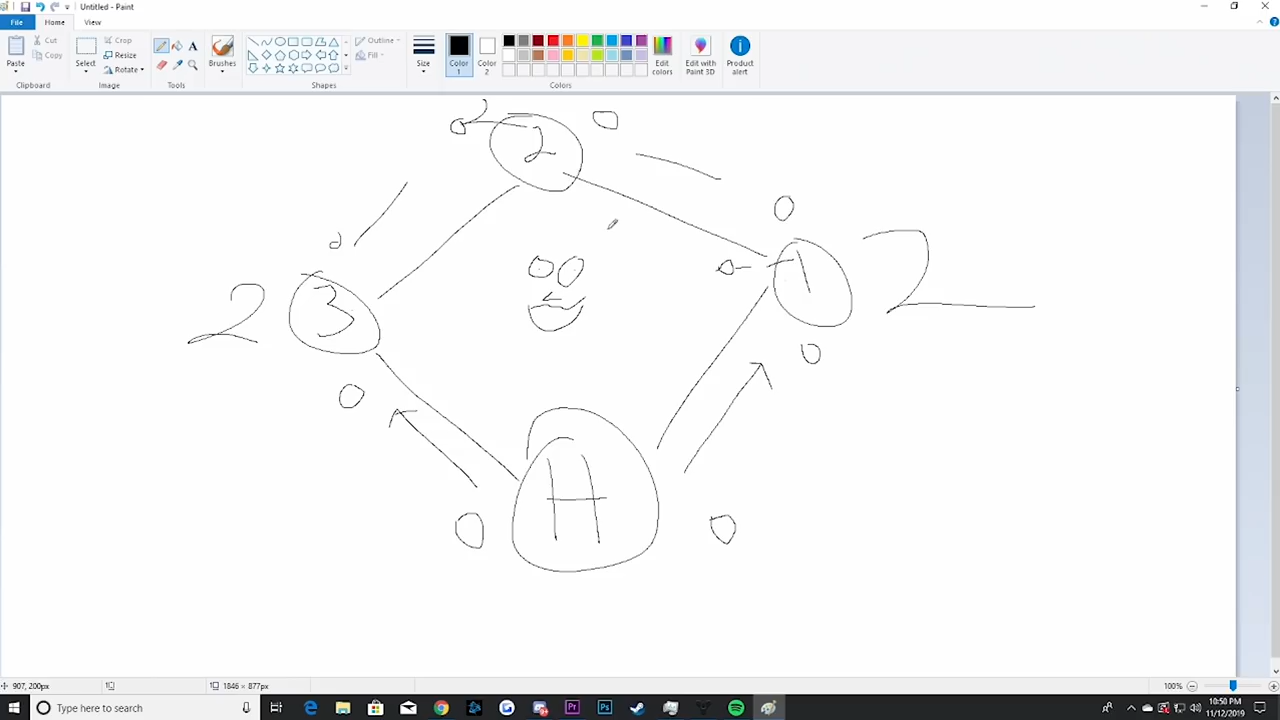 Untitled - Paint
File Home View
Paste
Cut
Copy
Clipboard
Select
Crop
Resize
Rotate
Image
A
Tools
Brushes
Outline
Fill
Shapes
Size
Color 1
Color 2
Edit colors
Colors
Edit with Paint 3D
Product alert
2
0
2
0
0
1
2
0
2
3
0
0
H
0
0
907, 200px
1846 × 877px
100%
Type here to search
Pr
Ps
10:50 PM
11/12/2019